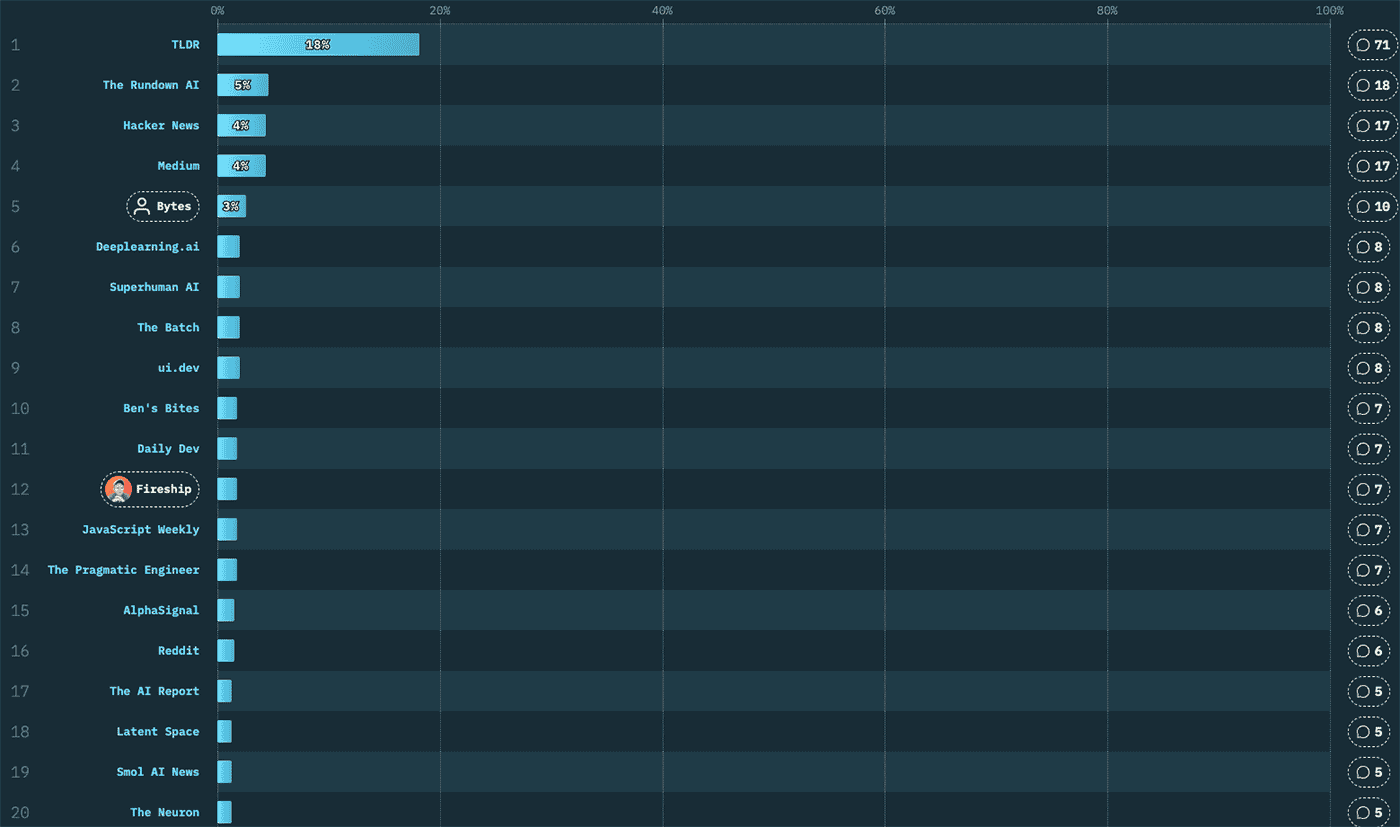 0% 20% 40% 60% 80% 100%
1 TLDR 18% 71
2 The Rundown AI 5% 18
3 Hacker News 4% 17
4 Medium 4% 17
5 Bytes 3% 10
6 Deeplearning.ai 8
7 Superhuman AI 8
8 The Batch 8
9 ui.dev 8
10 Ben's Bites 7
11 Daily Dev 7
12 Fireship 7
13 JavaScript Weekly 7
14 The Pragmatic Engineer 7
15 AlphaSignal 6
16 Reddit 6
17 The AI Report 5
18 Latent Space 5
19 Smol AI News 5
20 The Neuron 5